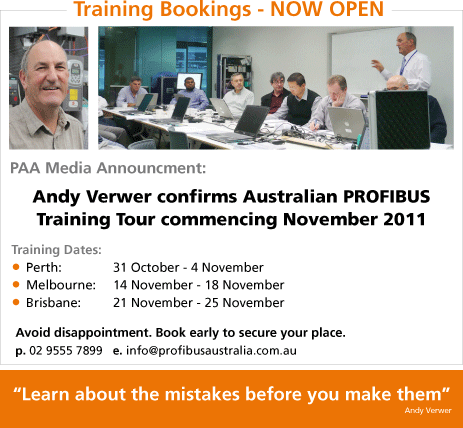 Training Bookings - NOW OPEN
PAA Media Announcment:
Andy Verwer confirms Australian PROFIBUS
Training Tour commencing November 2011
Training Dates:
• Perth: 31 October - 4 November
• Melbourne: 14 November - 18 November
• Brisbane: 21 November - 25 November
Avoid disappointment. Book early to secure your place.
p. 02 9555 7899 e. info@profibusaustralia.com.au
“Learn about the mistakes before you make them”
Andy Verwer